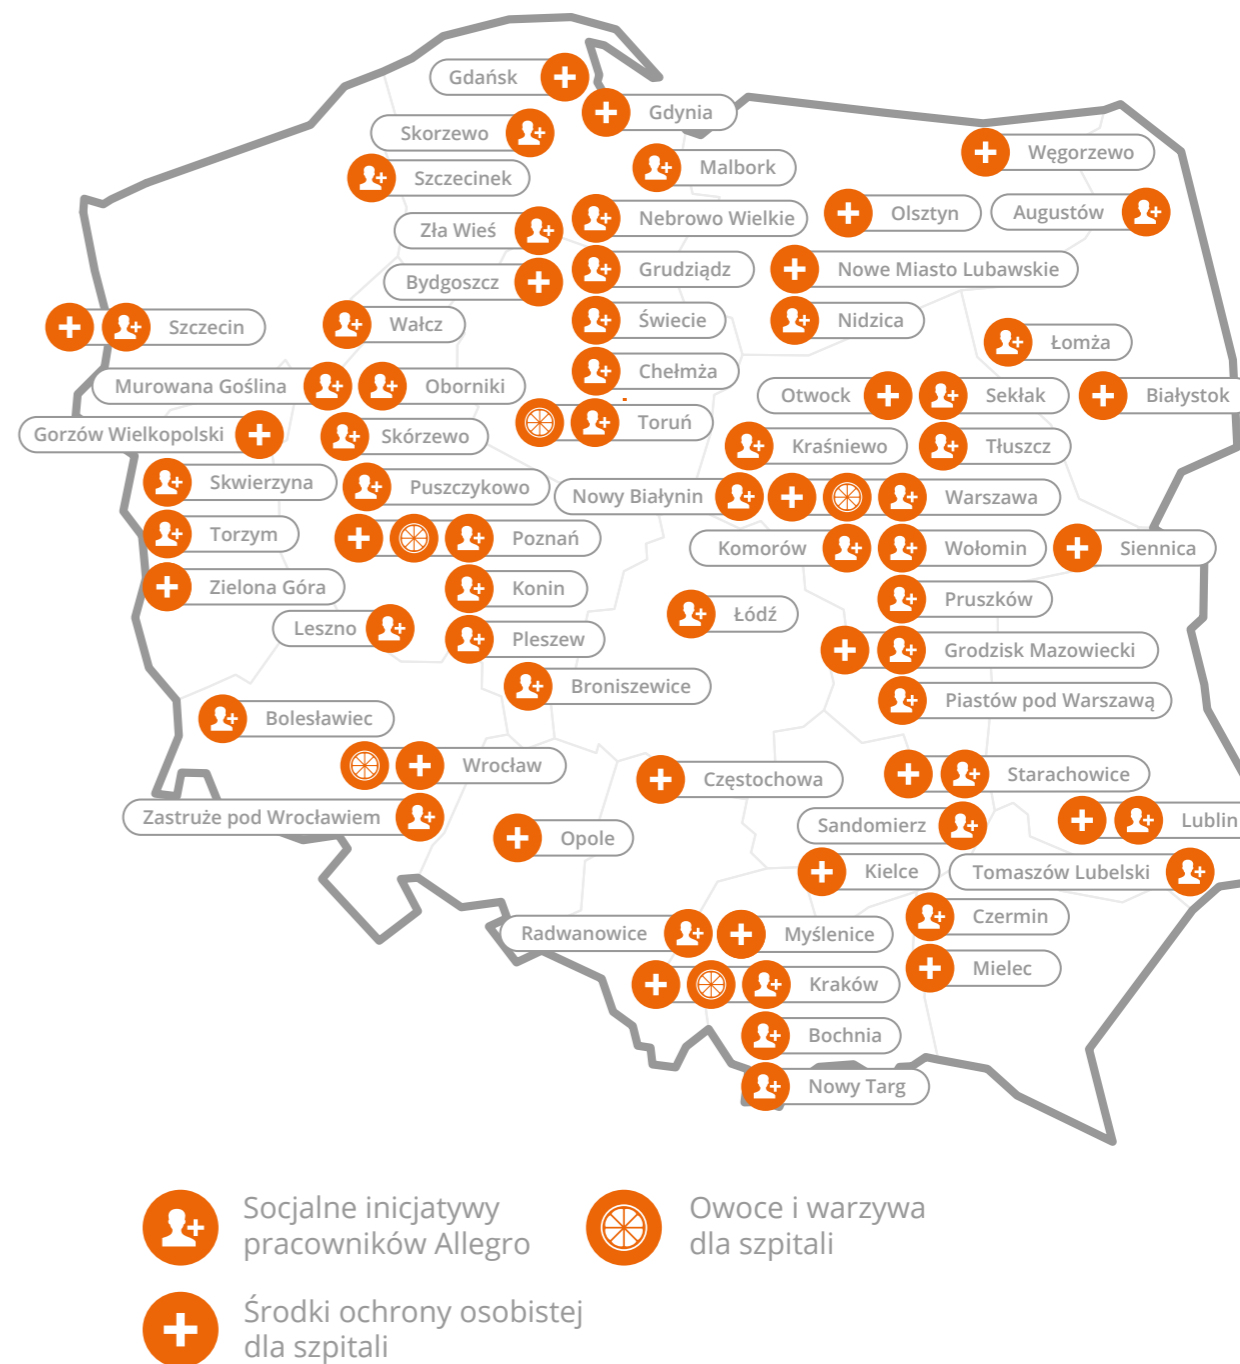 Gdańsk
Gdynia
Skorzewo
Węgorzewo
Malbork
Szczecinek
Nebrowo Wielkie
Olsztyn
Augustów
Zła Wieś
Grudziądz
Nowe Miasto Lubawskie
Bydgoszcz
Świecie
Nidzica
Szczecin
Wałcz
Łomża
Chełmża
Murowana Goślina
Oborniki
Otwock
Sekłak
Białystok
Toruń
Gorzów Wielkopolski
Skórzewo
Kraśniewo
Tłuszcz
Skwierzyna
Puszczykowo
Nowy Białynin
Warszawa
Torzym
Poznań
Komorów
Wołomin
Siennica
Zielona Góra
Konin
Pruszków
Łódź
Leszno
Pleszew
Grodzisk Mazowiecki
Broniszewice
Piastów pod Warszawą
Bolesławiec
Wrocław
Częstochowa
Starachowice
Zastruże pod Wrocławiem
Sandomierz
Lublin
Opole
Kielce
Tomaszów Lubelski
Czermin
Radwanowice
Myślenice
Mielec
Kraków
Bochnia
Nowy Targ
Socjalne inicjatywy
pracowników Allegro
Owoce i warzywa
dla szpitali
Środki ochrony osobistej
dla szpitali